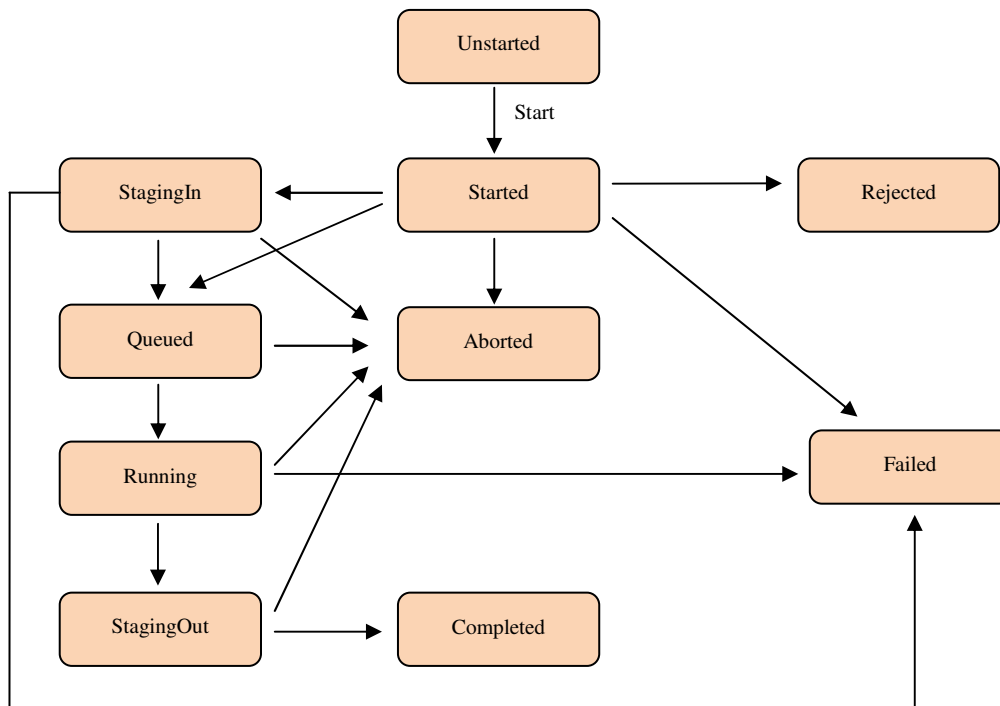 Unstarted
Start
StagingIn
Started
Rejected
Queued
Aborted
Running
Failed
StagingOut
Completed